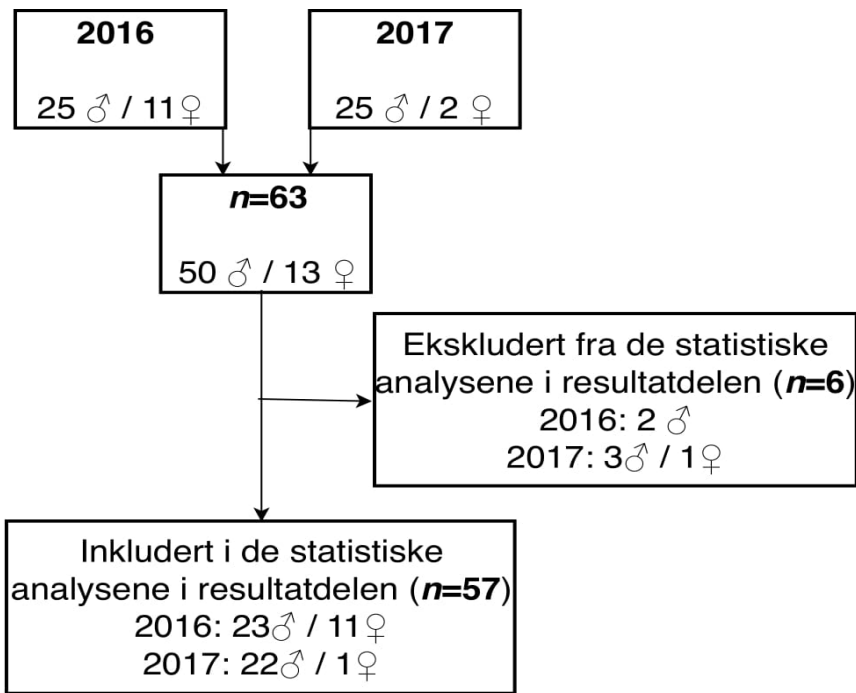 2016
25 ♂ / 11♀
2017
25 ♂ / 2 ♀
n=63
50 ♂ / 13 ♀
Ekskludert fra de statistiske
analysene i resultatdelen (n=6)
2016: 2 ♂
2017: 3♂ / 1♀
Inkludert i de statistiske
analysene i resultatdelen (n=57)
2016: 23♂ / 11♀
2017: 22♂ / 1♀